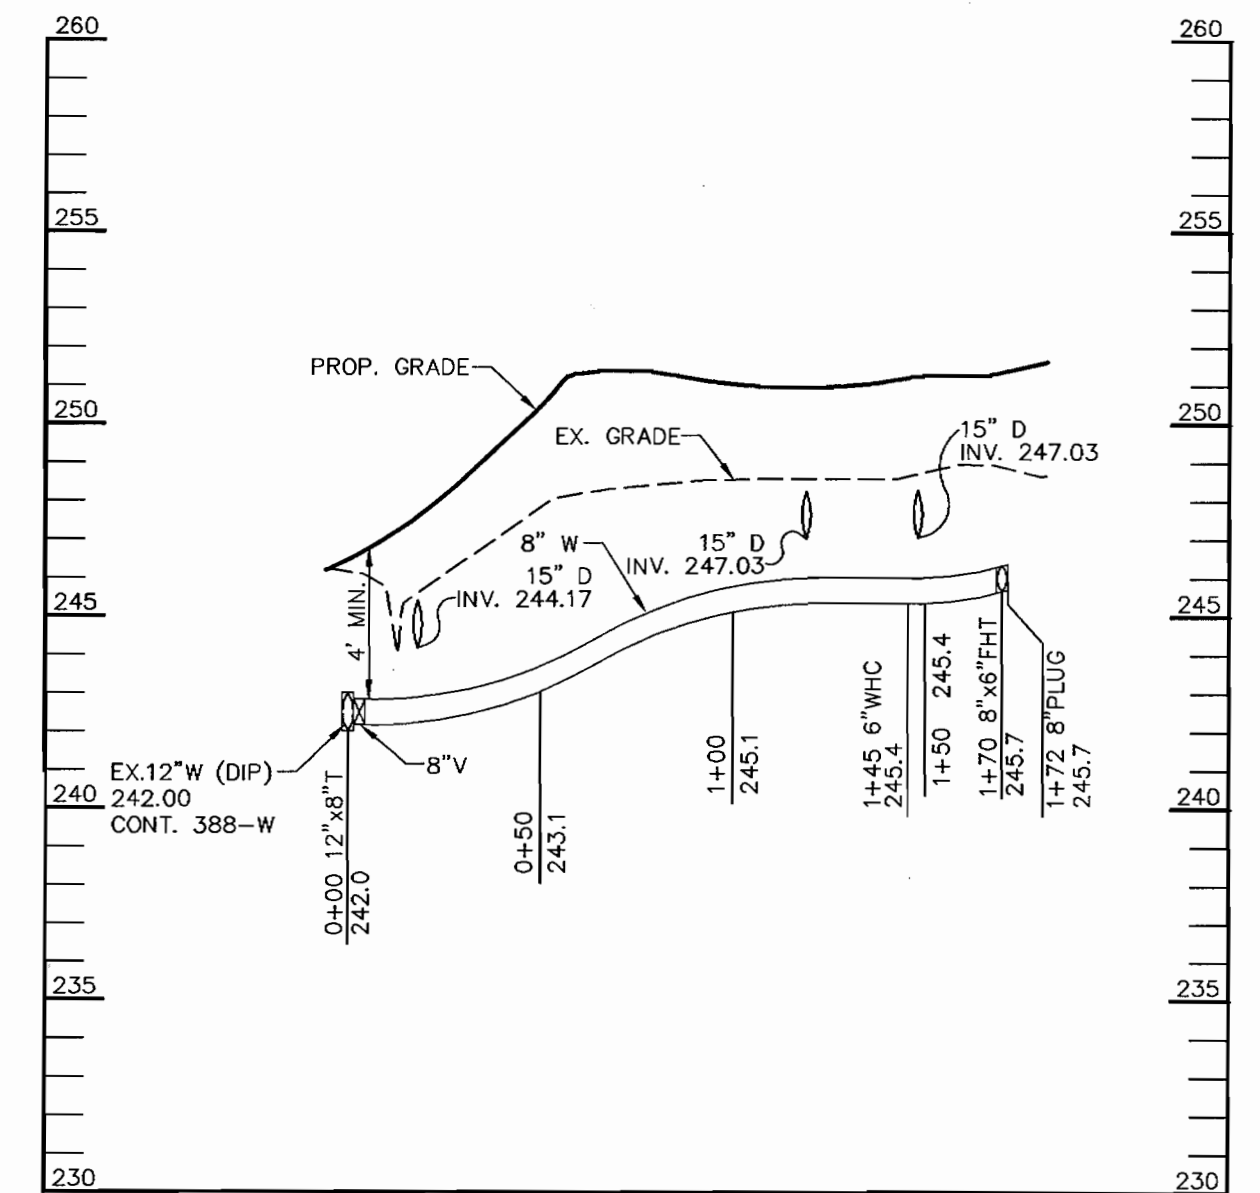 260
260
255
255
PROP. GRADE
250
250
EX. GRADE
15" D
INV. 247.03
8" W
15" D
INV. 247.03
15" D
INV. 244.17
245
245
4' MIN.
EX.12"W (DIP)
242.00
CONT. 388-W
8"V
240
240
0+00 12"x8"T
242.0
0+50
243.1
1+00
245.1
1+45 6"WHC
245.4
1+50 245.4
1+70 8"x6"FHT
245.7
1+72 8"PLUG
245.7
235
235
230
230